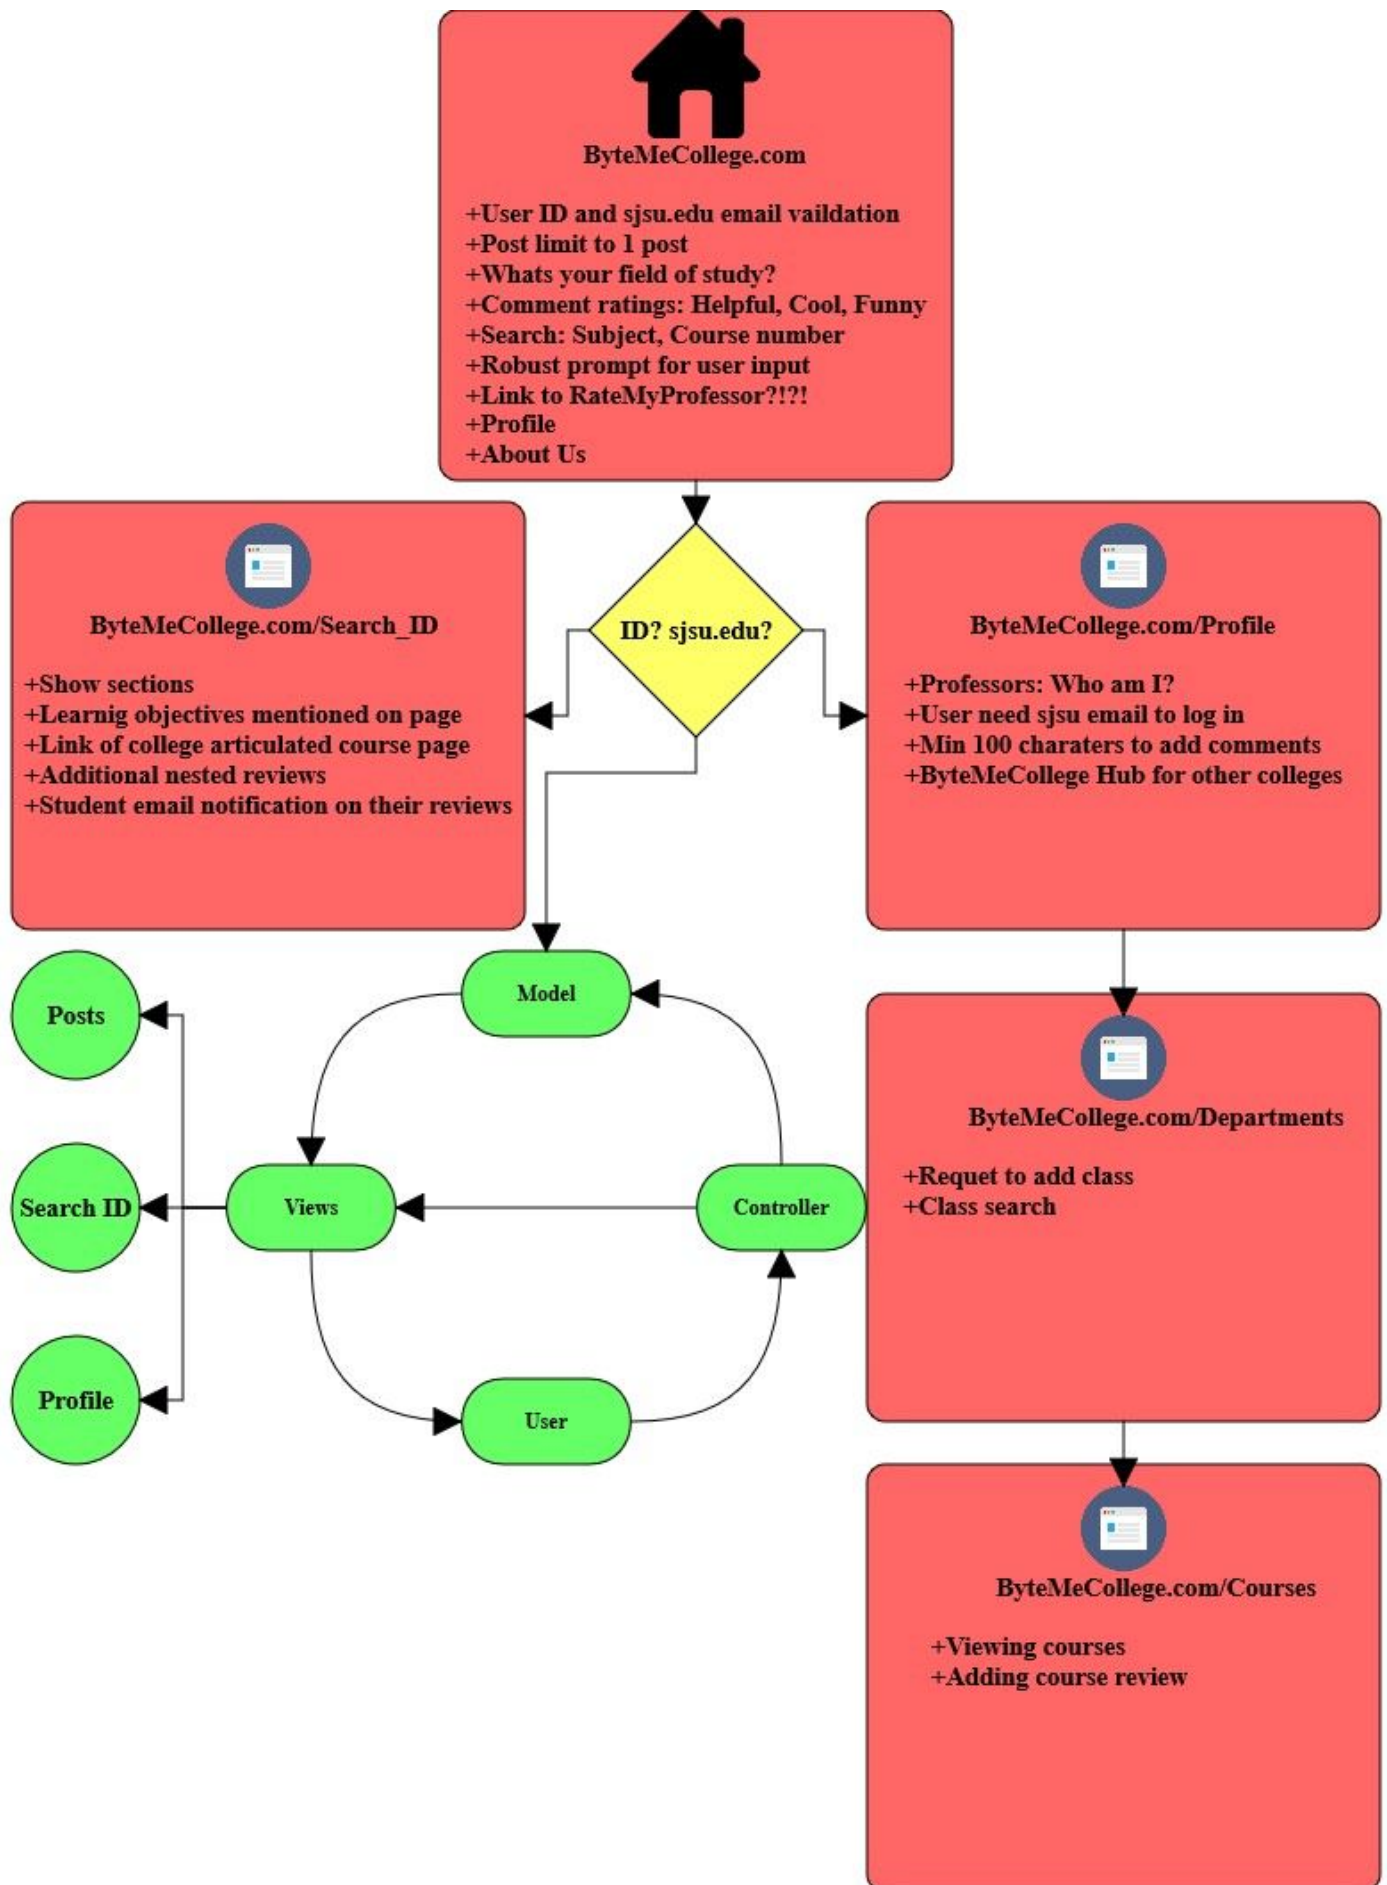 ByteMeCollege.com
+User ID and sjsu.edu email vaildation
+Post limit to 1 post
+Whats your field of study?
+Comment ratings: Helpful, Cool, Funny
+Search: Subject, Course number
+Robust prompt for user input
+Link to RateMyProfessor?!?!
+Profile
+About Us
ByteMeCollege.com/Search_ID
+Show sections
+Learnig objectives mentioned on page
+Link of college articulated course page
+Additional nested reviews
+Student email notification on their reviews
ID? sjsu.edu?
ByteMeCollege.com/Profile
+Professors: Who am I?
+User need sjsu email to log in
+Min 100 charaters to add comments
+ByteMeCollege Hub for other colleges
Posts
Search ID
Profile
Model
Views
Controller
User
ByteMeCollege.com/Departments
+Requet to add class
+Class search
ByteMeCollege.com/Courses
+Viewing courses
+Adding course review